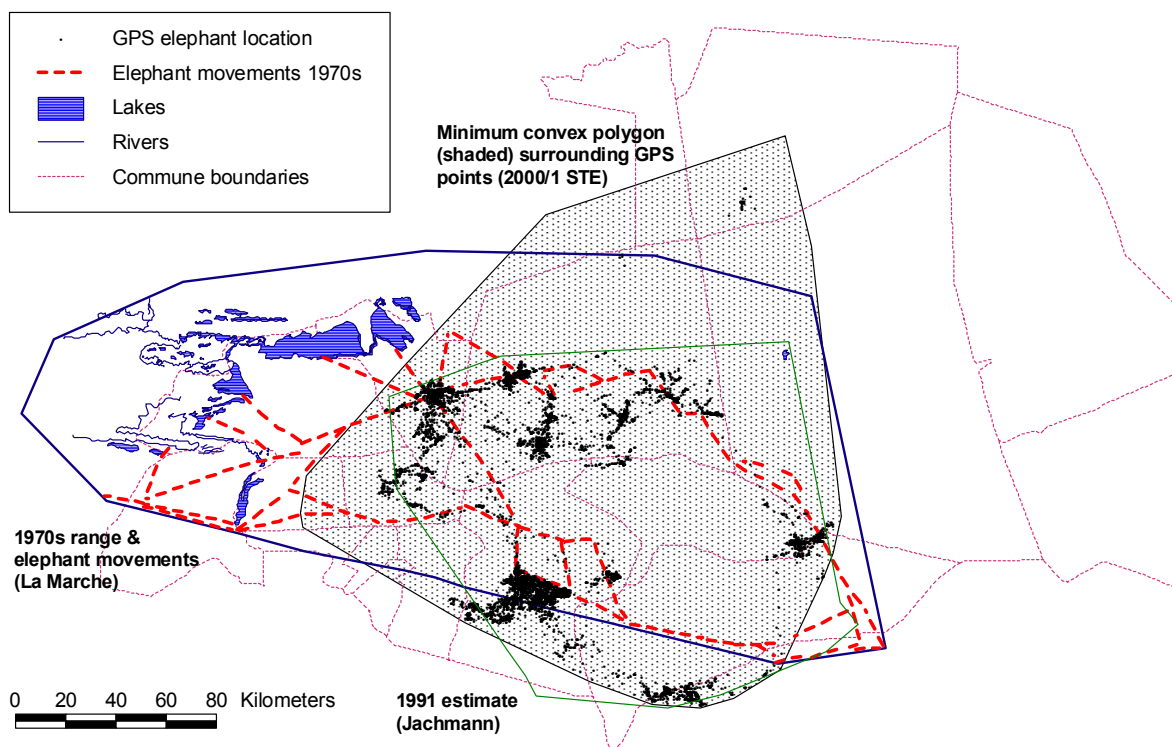 GPS elephant location
Elephant movements 1970s
Lakes
Rivers
Commune boundaries
Minimum convex polygon
(shaded) surrounding GPS
points (2000/1 STE)
1970s range &
elephant movements
(La Marche)
1991 estimate
(Jachmann)
0 20 40 60 80 Kilometers